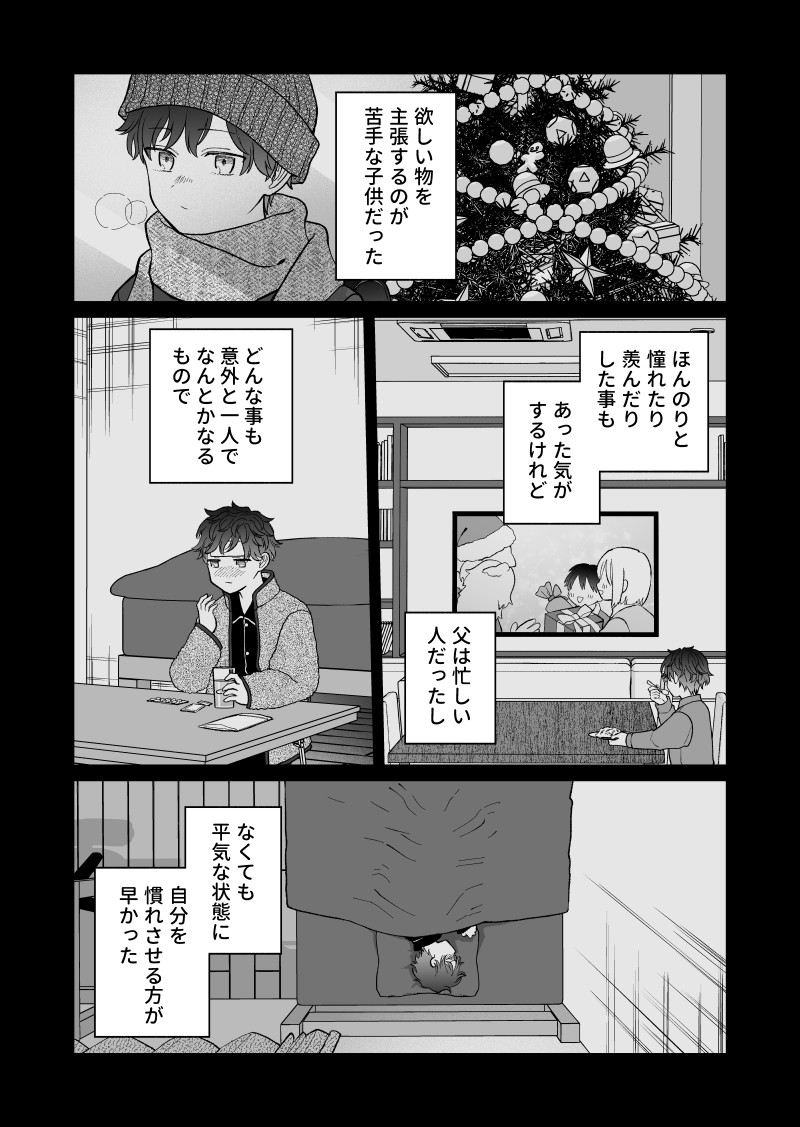 欲しい物を
主張するのが
苦手な子供だった
ほんのりと
憧れたり
羨んだり
した事も
あった気が
するけれど
父は忙しい
人だったし
どんな事も
意外と一人で
なんとかなる
もので
なくても
平気な状態に
自分を
慣れさせる方が
早かった